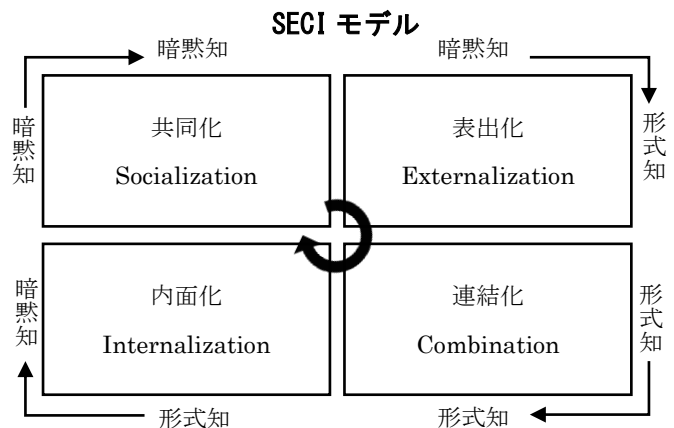 SECI モデル
暗黙知
暗黙知
暗黙知
共同化
Socialization
表出化
Externalization
形式知
暗黙知
内面化
Internalization
連結化
Combination
形式知
形式知
形式知